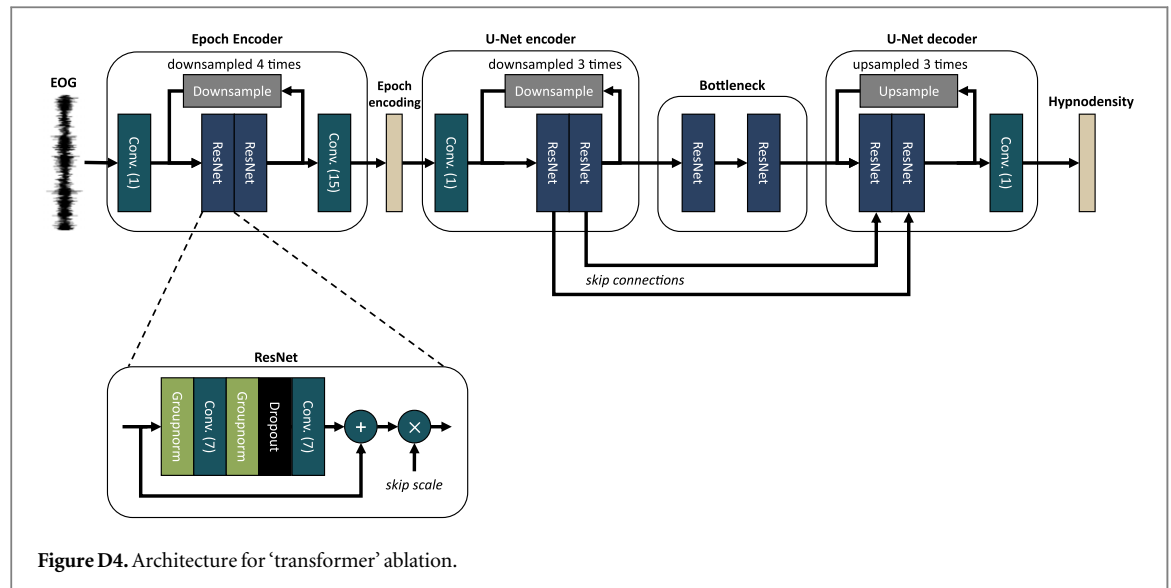 Epoch Encoder
U-Net encoder
U-Net decoder
downsampled 4 times
downsampled 3 times
upsampled 3 times
EOG
Downsample
Epoch
encoding
Downsample
Bottleneck
Upsample
Hypnodensity
Conv. (1)
ResNet
ResNet
Conv. (15)
Conv. (1)
ResNet
ResNet
ResNet
ResNet
ResNet
ResNet
Conv. (1)
skip connections
ResNet
Groupnorm
Conv. (7)
Groupnorm
Dropout
Conv. (7)
+
×
skip scale
Figure D4. Architecture for ‘transformer’ ablation.